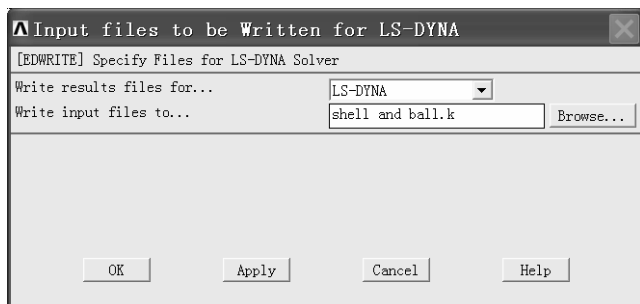 Input files to be Written for LS-DYNA
[EDWRITE] Specify Files for LS-DYNA Solver
Write results files for... LS-DYNA
Write input files to... shell and ball.k Browse...
OK Apply Cancel Help